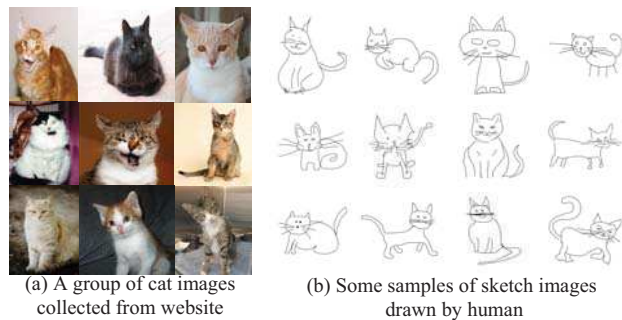 (a) A group of cat images
collected from website
(b) Some samples of sketch images
drawn by human